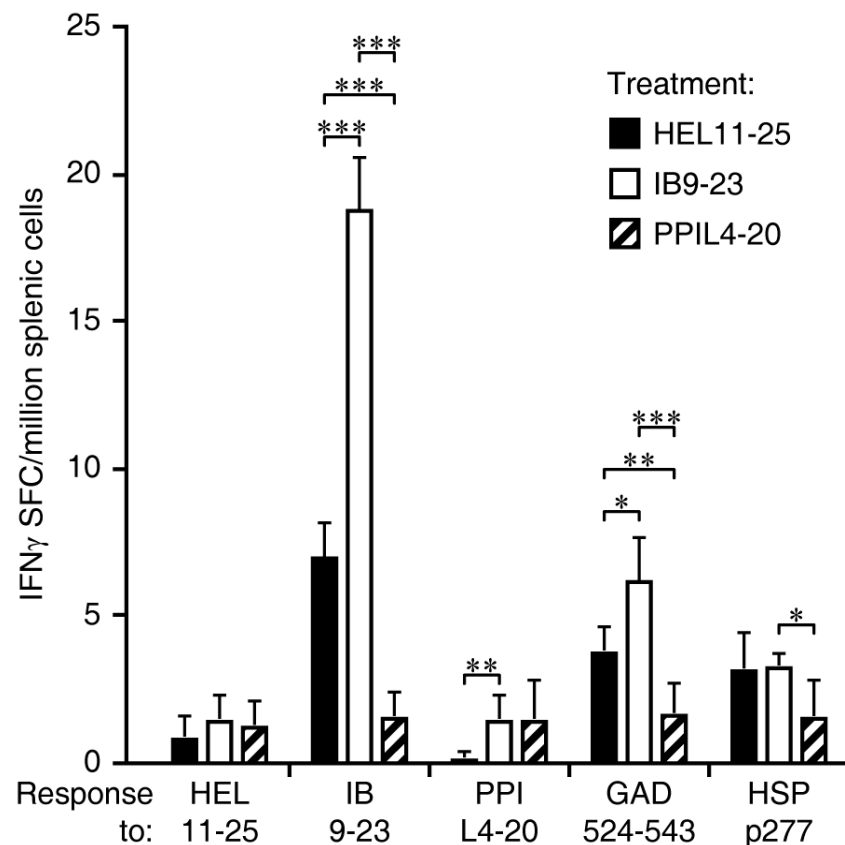 25
20
15
10
5
0
IFNγ SFC/million splenic cells
Treatment:
HEL11-25
IB9-23
PPIL4-20
***
***
***
**
***
**
*
*
Response HEL IB PPI GAD HSP
to: 11-25 9-23 L4-20 524-543 p277